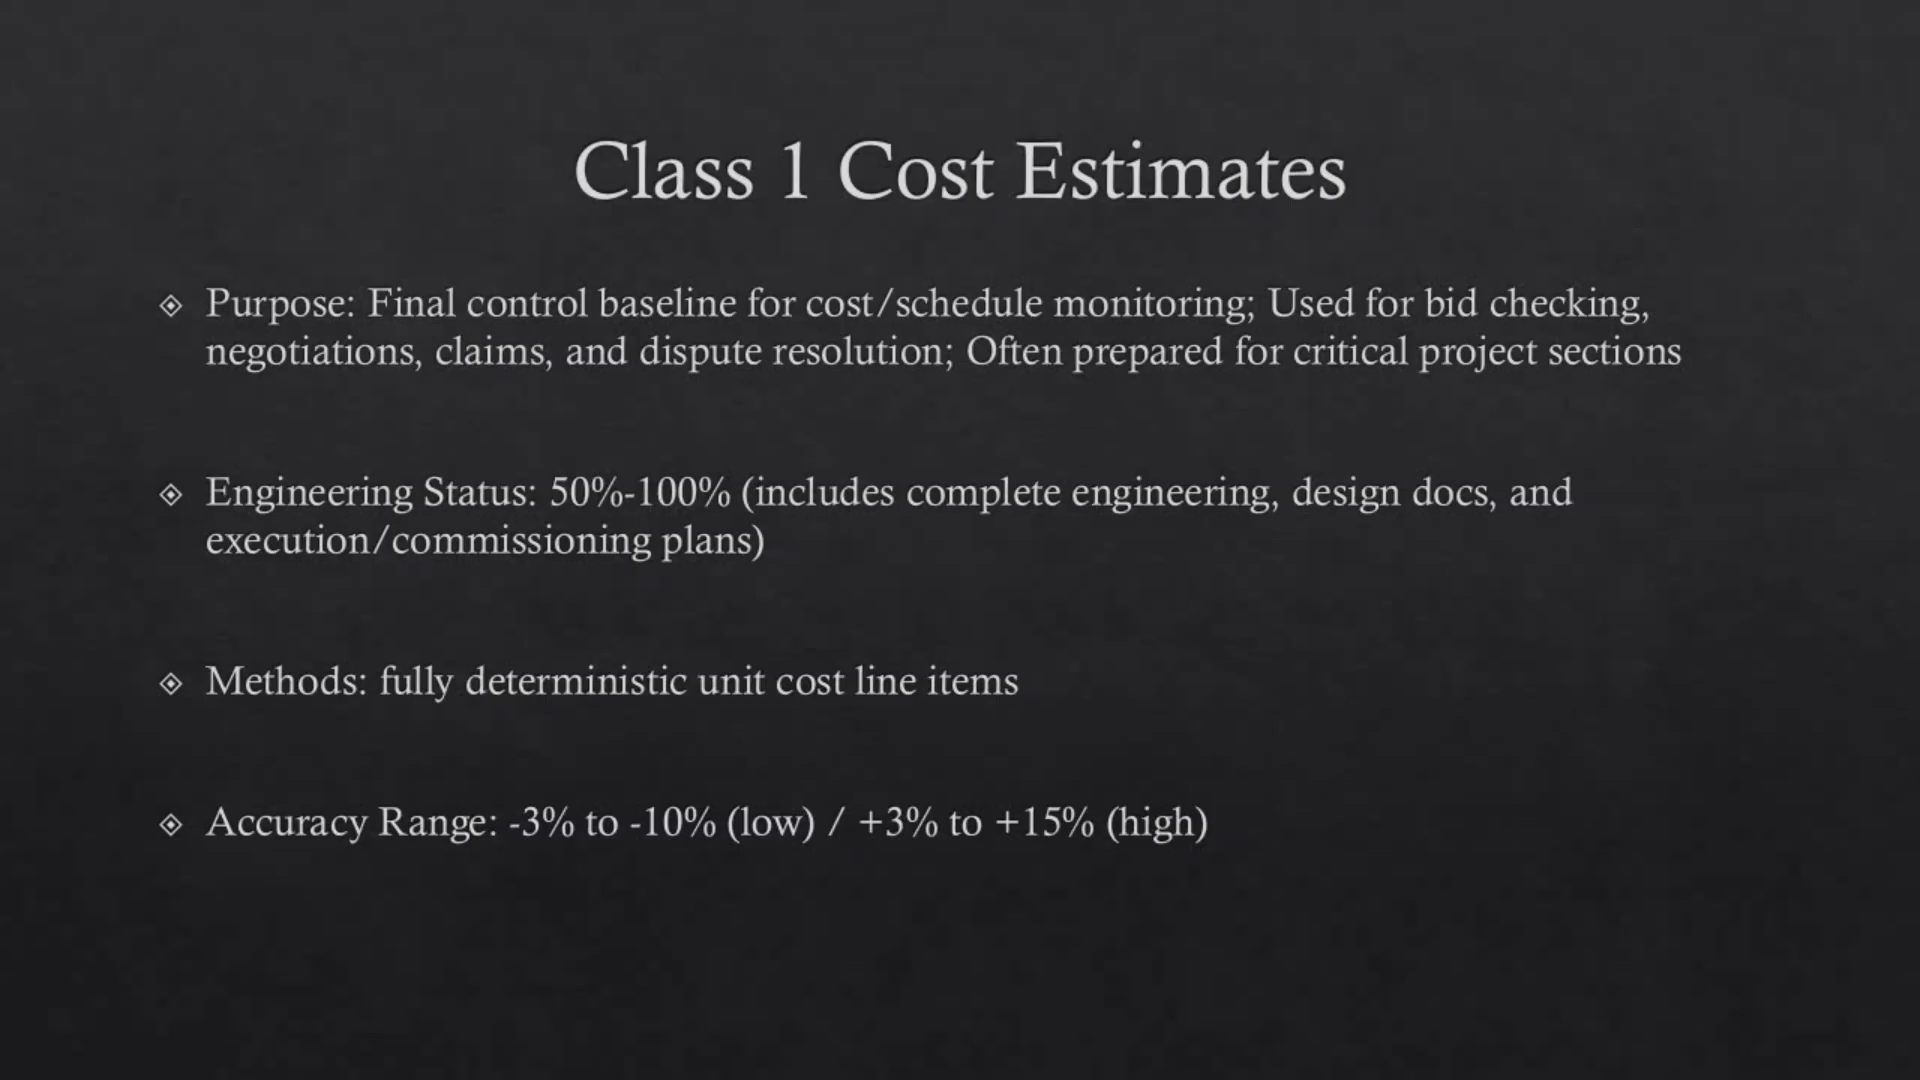 Class 1 Cost Estimates
Purpose: Final control baseline for cost/schedule monitoring; Used for bid checking,
negotiations, claims, and dispute resolution; Often prepared for critical project sections
Engineering Status: 50%-100% (includes complete engineering, design docs, and
execution/commissioning plans)
Methods: fully deterministic unit cost line items
Accuracy Range: -3% to -10% (low) / +3% to +15% (high)